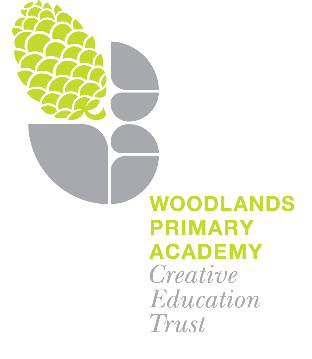 WOODLANDS
PRIMARY
ACADEMY
Creative
Education
Trust